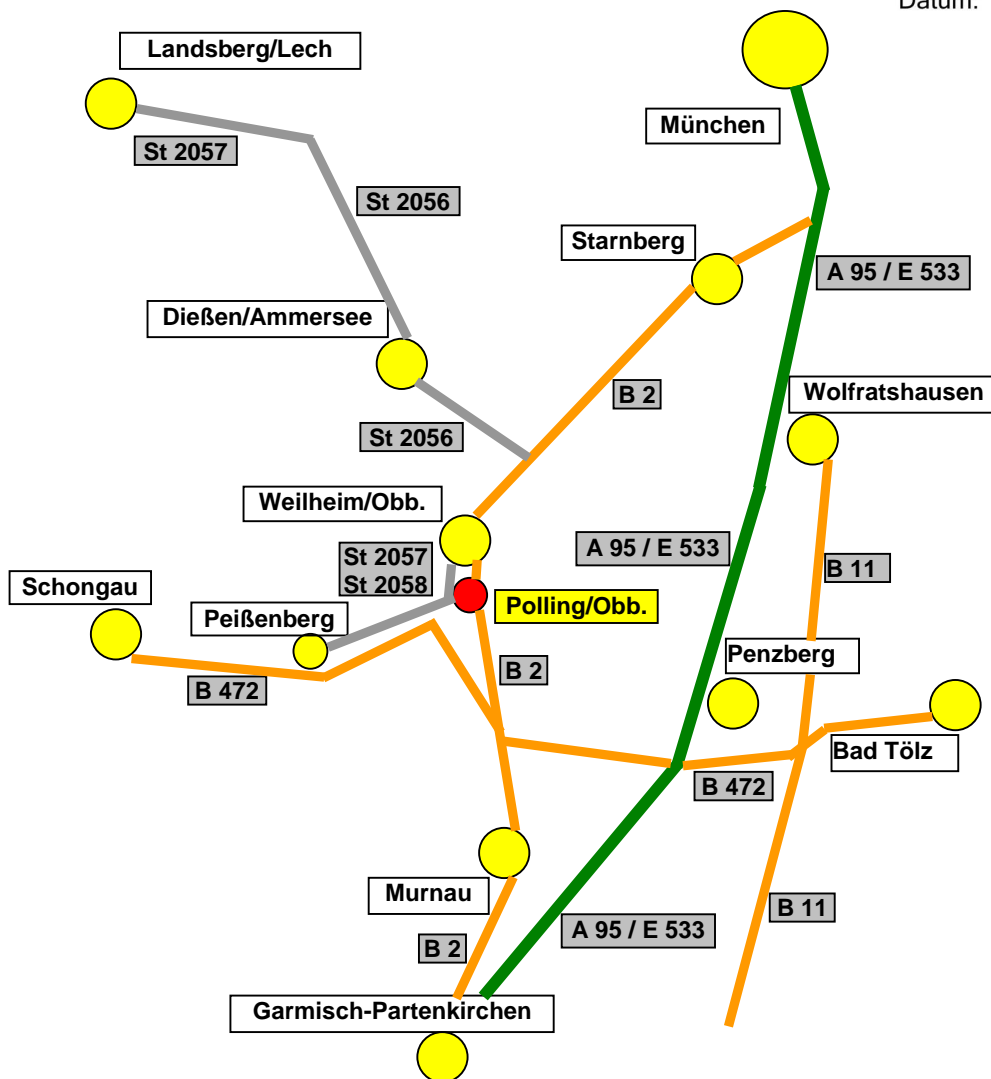 Datum:
Landsberg/Lech
München
St 2057
St 2056
Starnberg
A 95 / E 533
Dießen/Ammersee
B 2
Wolfratshausen
St 2056
Weilheim/Obb.
A 95 / E 533
St 2057
St 2058
B 11
Schongau
Peißenberg
Polling/Obb.
B 2
Penzberg
B 472
Bad Tölz
B 472
Murnau
B 11
A 95 / E 533
B 2
Garmisch-Partenkirchen